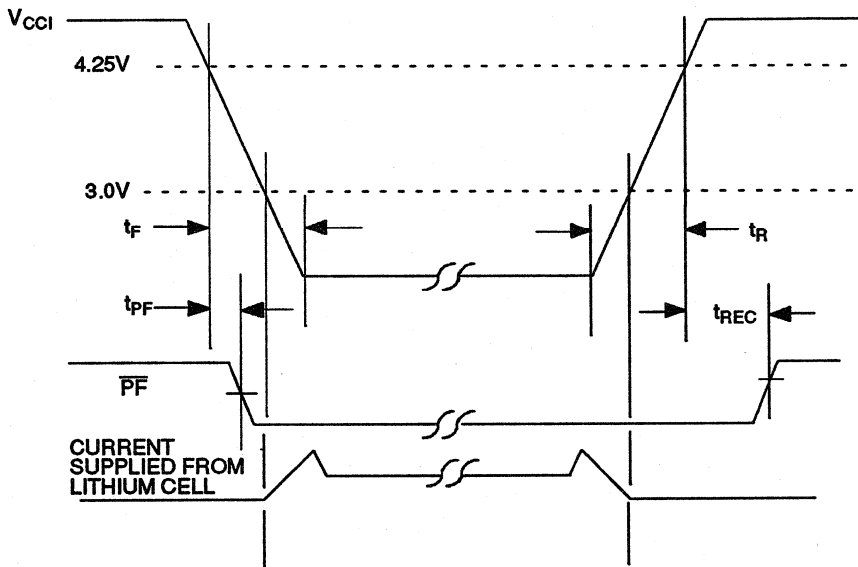 VCCI
4.25V
3.0V
tF
tR
tPF
tREC
PF
CURRENT
SUPPLIED FROM
LITHIUM CELL